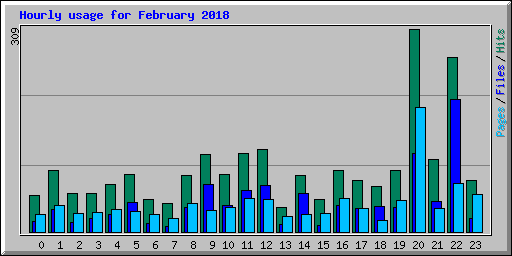 Hourly usage for February 2018
309
Pages / Files / Hits
0 1 2 3 4 5 6 7 8 9 10 11 12 13 14 15 16 17 18 19 20 21 22 23